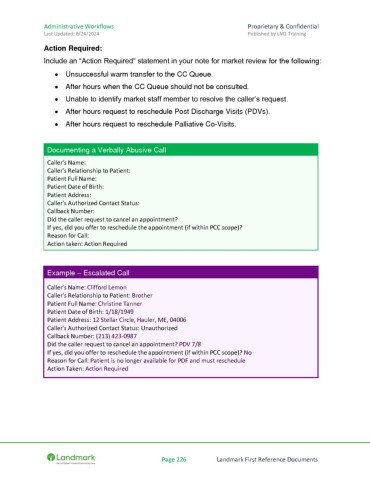 Administrative Workflows
Proprietary & Confidential
Last Updated: 6/24/2024
Published by LM1 Training
Action Required:
Include an "Action Required" statement in your note for market review for the following:
• Unsuccessful warm transfer to the CC Queue.
• After hours when the CC Queue should not be consulted.
• Unable to identify market staff member to resolve the caller's request.
• After hours request to reschedule Post Discharge Visits (PDVs).
• After hours request to reschedule Palliative Co-Visits.
Documenting a Verbally Abusive Call
Caller's Name:
Caller's Relationship to Patient:
Patient Full Name:
Patient Date of Birth:
Patient Address:
Caller's Authorized Contact Status:
Callback Number:
Did the caller request to cancel an appointment?
If yes, did you offer to reschedule the appointment (if within PCC scope)?
Reason for Call:
Action taken: Action Required
Example – Escalated Call
Caller's Name: Clifford Lemon
Caller's Relationship to Patient: Brother
Patient Full Name: Christine Tanner
Patient Date of Birth: 1/18/1949
Patient Address: 12 Stellar Circle, Hauler, ME, 04006
Caller's Authorized Contact Status: Unauthorized
Callback Number: (213) 423-0987
Did the caller request to cancel an appointment? PDV 7/8
If yes, did you offer to reschedule the appointment (if within PCC scope)? No
Reason for Call: Patient is no longer available for PDF and must reschedule
Action Taken: Action Required
Landmark
Page 226
Landmark First Reference Documents